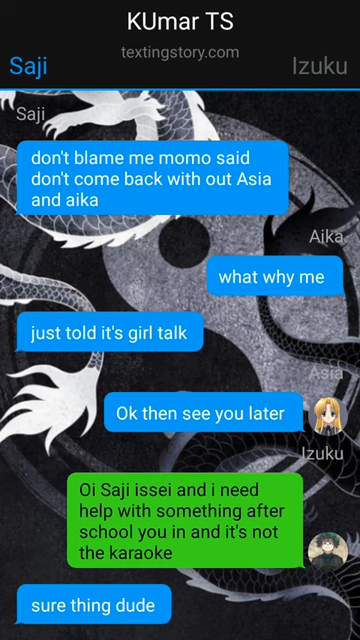 KUmar TS
textingstory.com
Saji
Izuku
Saji
don't blame me momo said
don't come back with out Asia
and aika
Aika
what why me
just told it's girl talk
Asia
Ok then see you later
Izuku
Oi Saji issei and i need
help with something after
school you in and it's not
the karaoke
sure thing dude